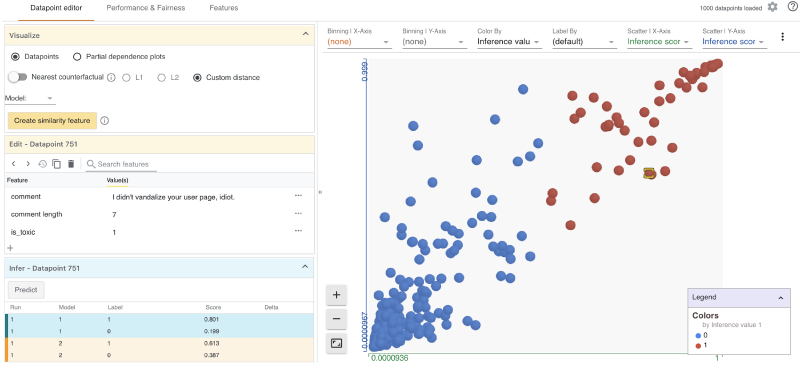 Datapoint editor Performance & Fairness Features 1000 datapoints loaded
Visualize
Datapoints Partial dependence plots
Nearest counterfactual L1 L2 Custom distance
Model:
Create similarity feature
Edit - Datapoint 751
Search features
Feature Value(s)
comment I didn't vandalize your user page, idiot.
comment length 7
is_toxic 1
Infer - Datapoint 751
Predict
Run Model Label Score Delta
1 1 1 0.801
1 1 0 0.199
1 2 1 0.613
1 2 0 0.387
Binning | X-Axis Binning | Y-Axis Color By Label By Scatter | X-Axis Scatter | Y-Axis
(none) (none) Inference valu (default) Inference scor Inference scor
0.999
0.0000967
0.0000936 1
Legend
Colors
by Inference value 1
0
1